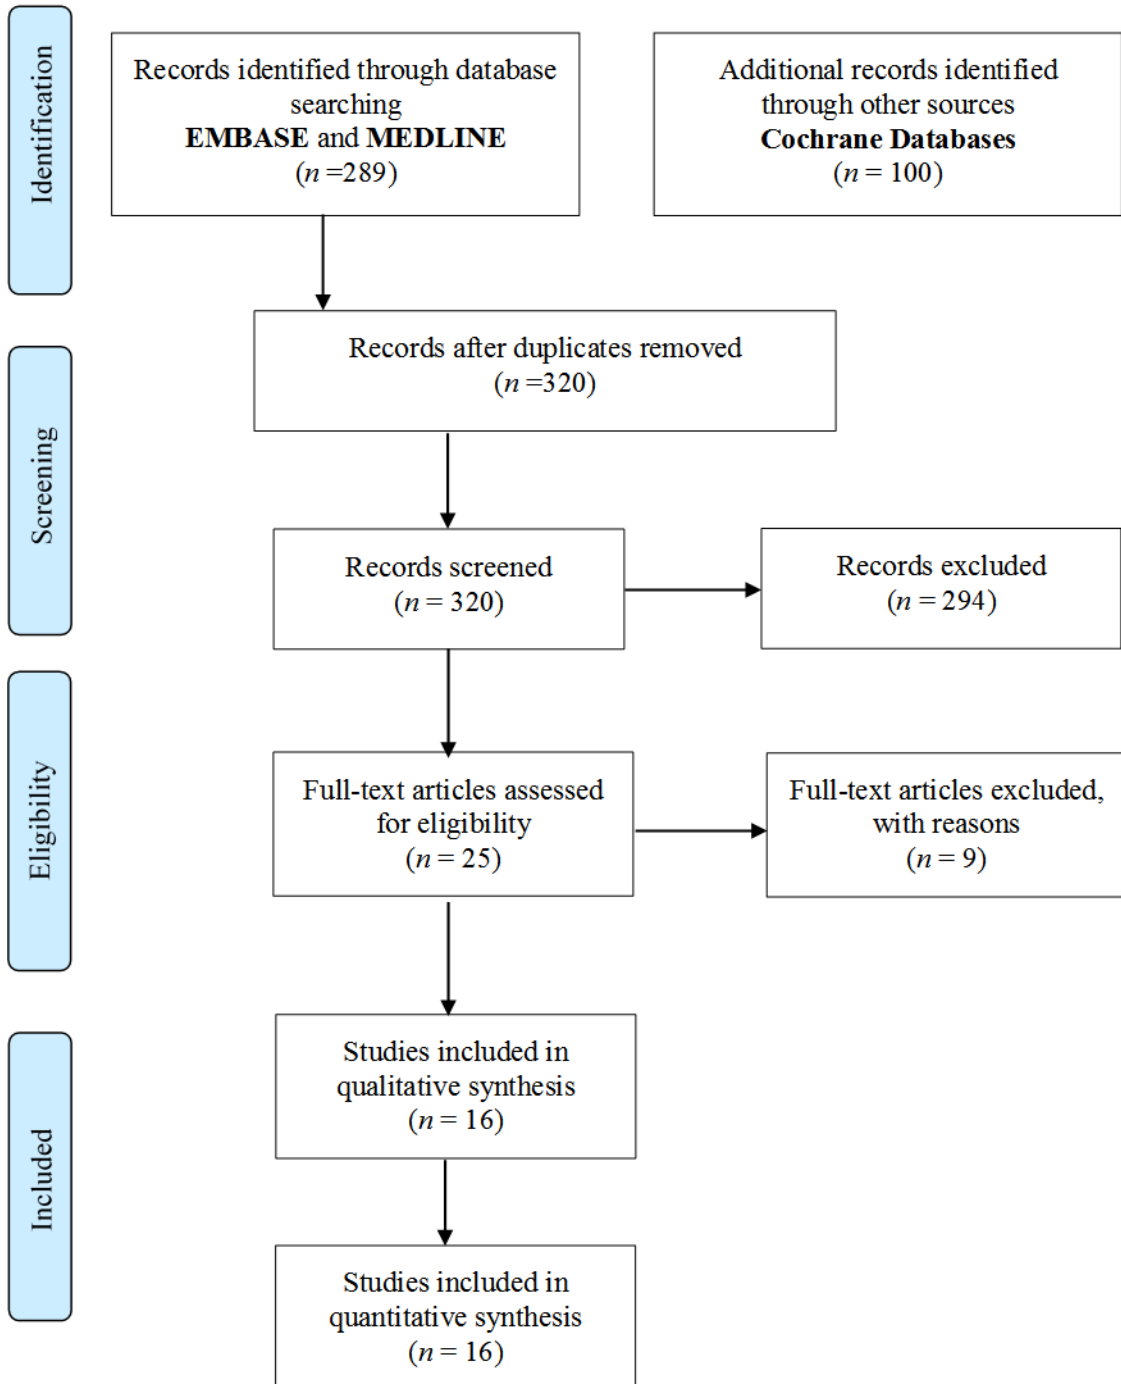 Identification
Records identified through database
searching
EMBASE and MEDLINE
(n =289)
Additional records identified
through other sources
Cochrane Databases
(n = 100)
Records after duplicates removed
(n =320)
Screening
Records screened
(n = 320)
Records excluded
(n = 294)
Eligibility
Full-text articles assessed
for eligibility
(n = 25)
Full-text articles excluded,
with reasons
(n = 9)
Included
Studies included in
qualitative synthesis
(n = 16)
Studies included in
quantitative synthesis
(n = 16)